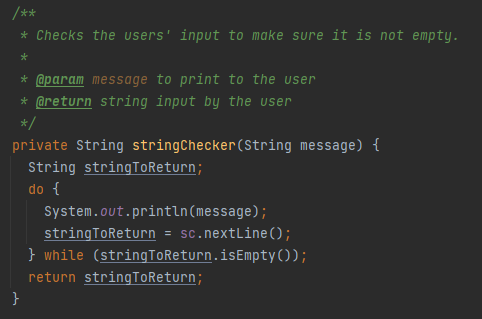 /**
 * Checks the users' input to make sure it is not empty.
 *
 * @param message to print to the user
 * @return string input by the user
 */
private String stringChecker(String message) {
  String stringToReturn;
  do {
    System.out.println(message);
    stringToReturn = sc.nextLine();
  } while (stringToReturn.isEmpty());
  return stringToReturn;
}